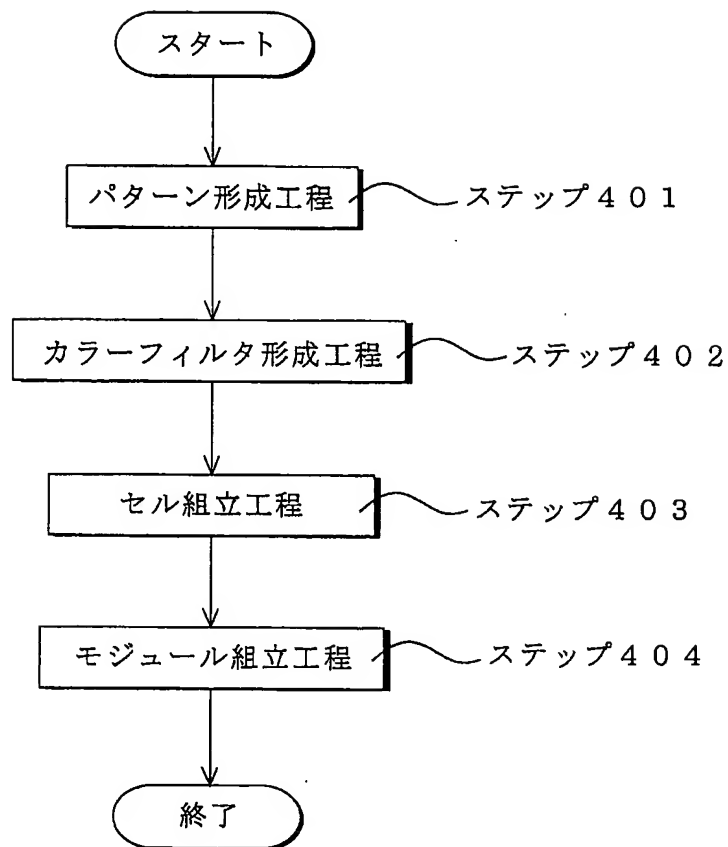 スタート
パターン形成工程 ステップ４０１
カラーフィルタ形成工程 ステップ４０２
セル組立工程 ステップ４０３
モジュール組立工程 ステップ４０４
終了